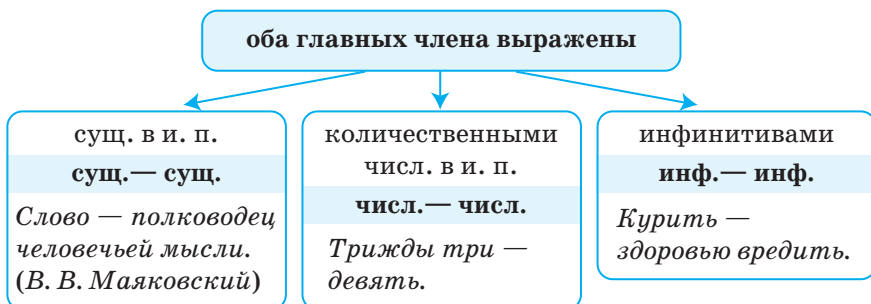 оба главных члена выражены
сущ. в и. п.
сущ.— сущ.
Слово — полководец
человечьей мысли.
(В. В. Маяковский)
количественными
числ. в и. п.
числ.— числ.
Трижды три —
девять.
инфинитивами
инф.— инф.
Курить —
здоровью вредить.